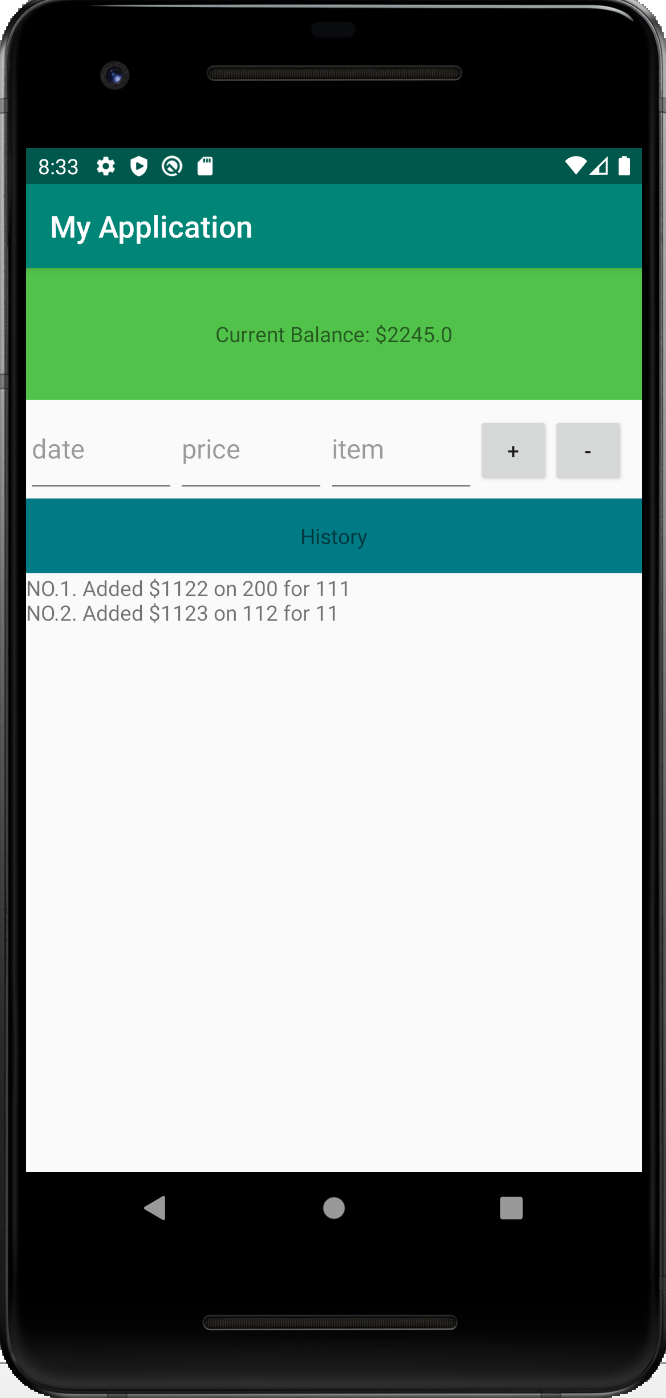 8:33
My Application
Current Balance: $2245.0
date price item + -
History
NO.1. Added $1122 on 200 for 111
NO.2. Added $1123 on 112 for 11